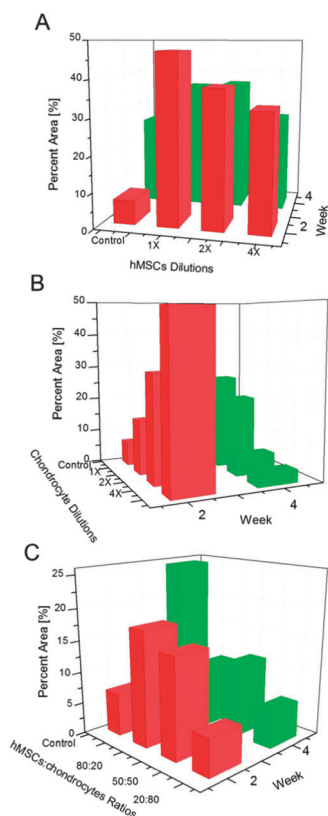 A
50
40
30
20
10
0
Percent Area [%]
Control
1X
2X
4X
hMSCs Dilutions
2
4
Week
B
50
40
30
20
10
0
Percent Area [%]
Control
1X
2X
4X
Chondrocyte Dilutions
2
4
Week
C
25
20
15
10
5
0
Percent Area [%]
Control
80:20
50:50
20:80
hMSCs:chondrocytes Ratios
2
4
Week